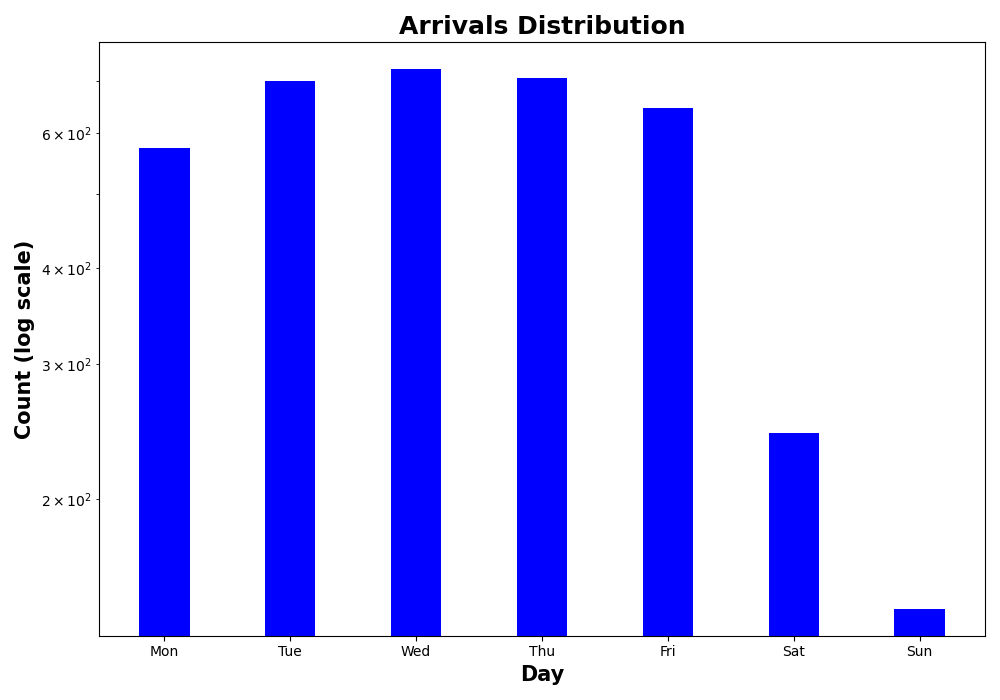 Arrivals Distribution
Count (log scale)
6 × 10²
4 × 10²
3 × 10²
2 × 10²
Mon Tue Wed Thu Fri Sat Sun
Day